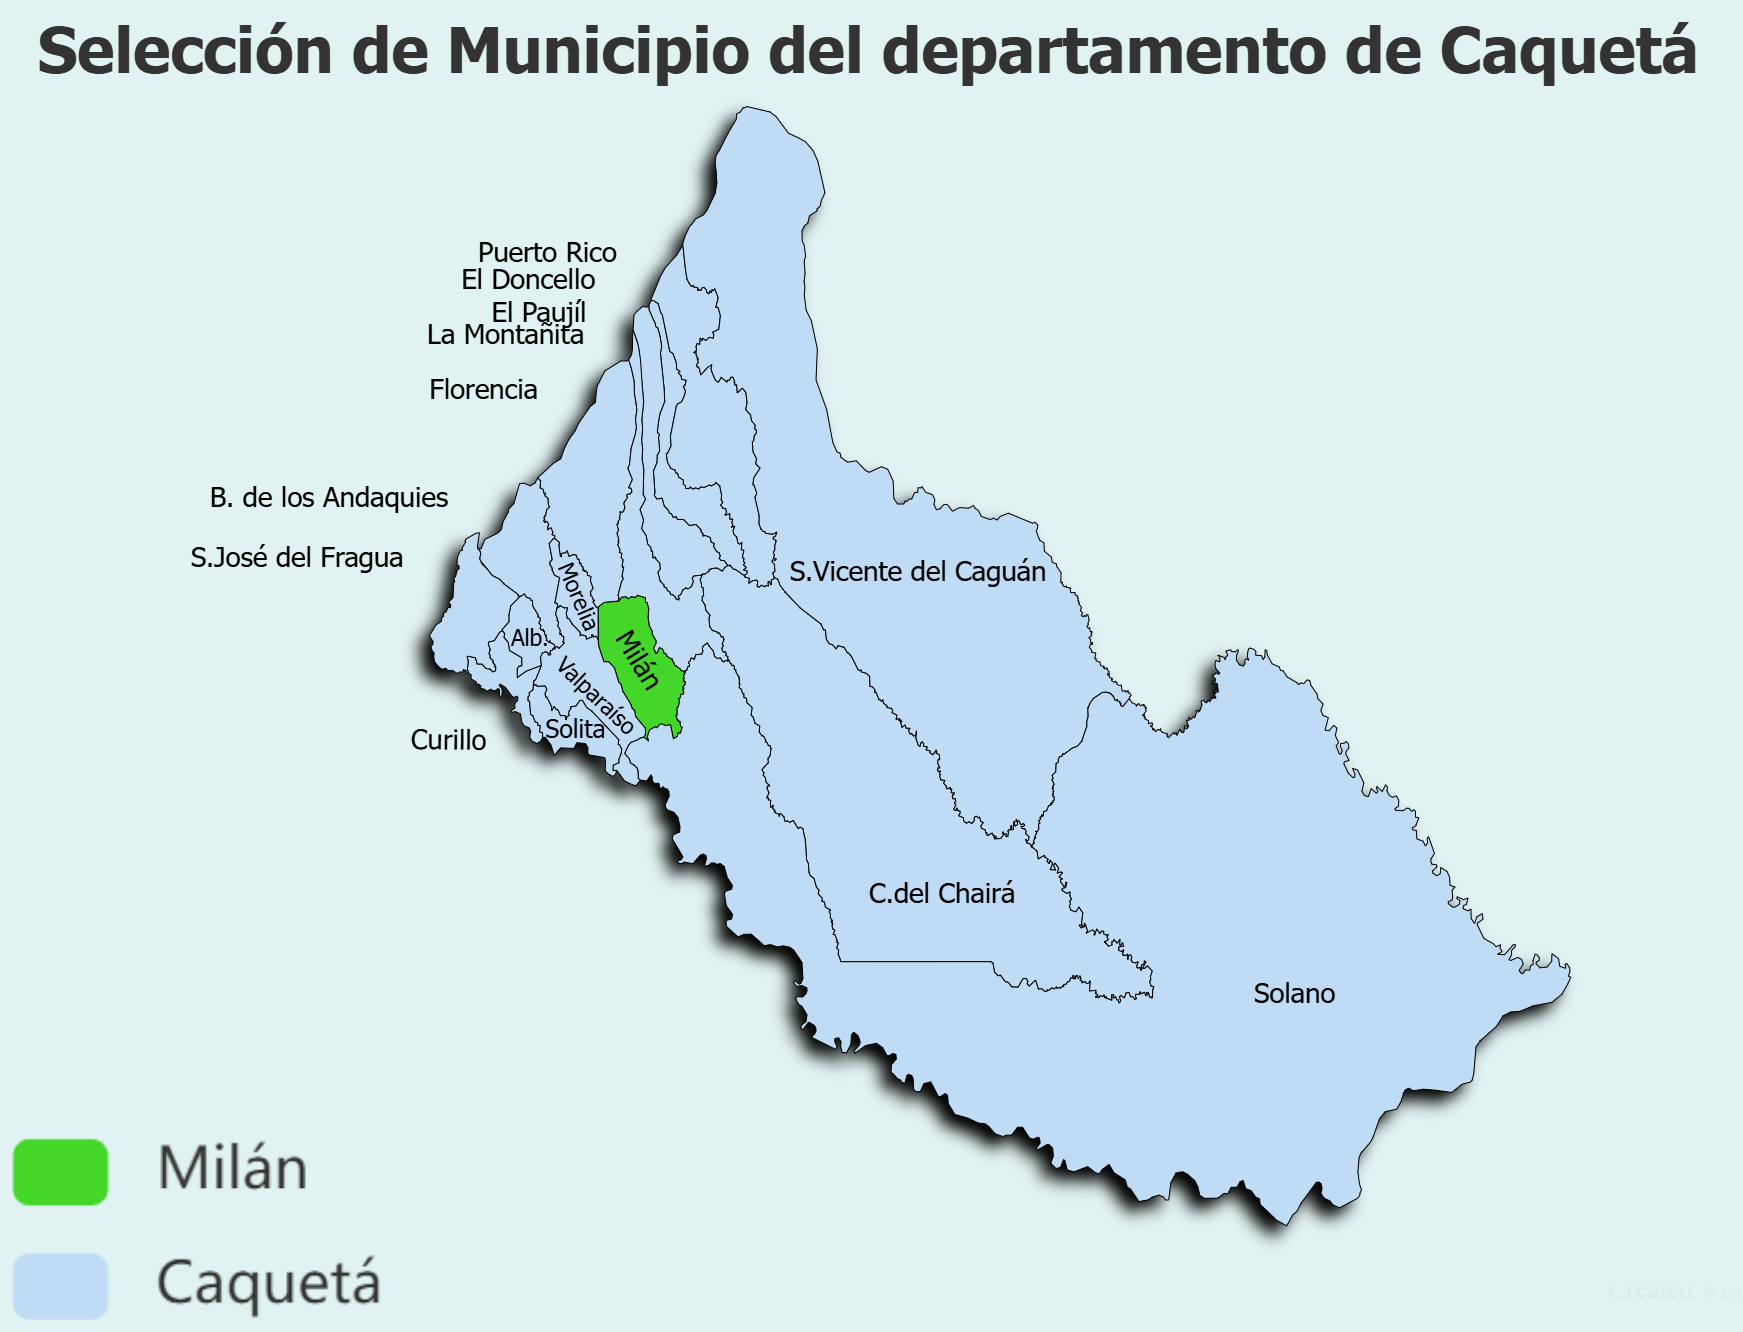 Selección de Municipio del departamento de Caquetá
Puerto Rico
El Doncello
El Paujíl
La Montañita
Florencia
B. de los Andaquies
S.José del Fragua
S.Vicente del Caguán
Morelia
Alb.
Milán
Valparaíso
Solita
Curillo
C.del Chairá
Solano
Milán
Caquetá
Created with